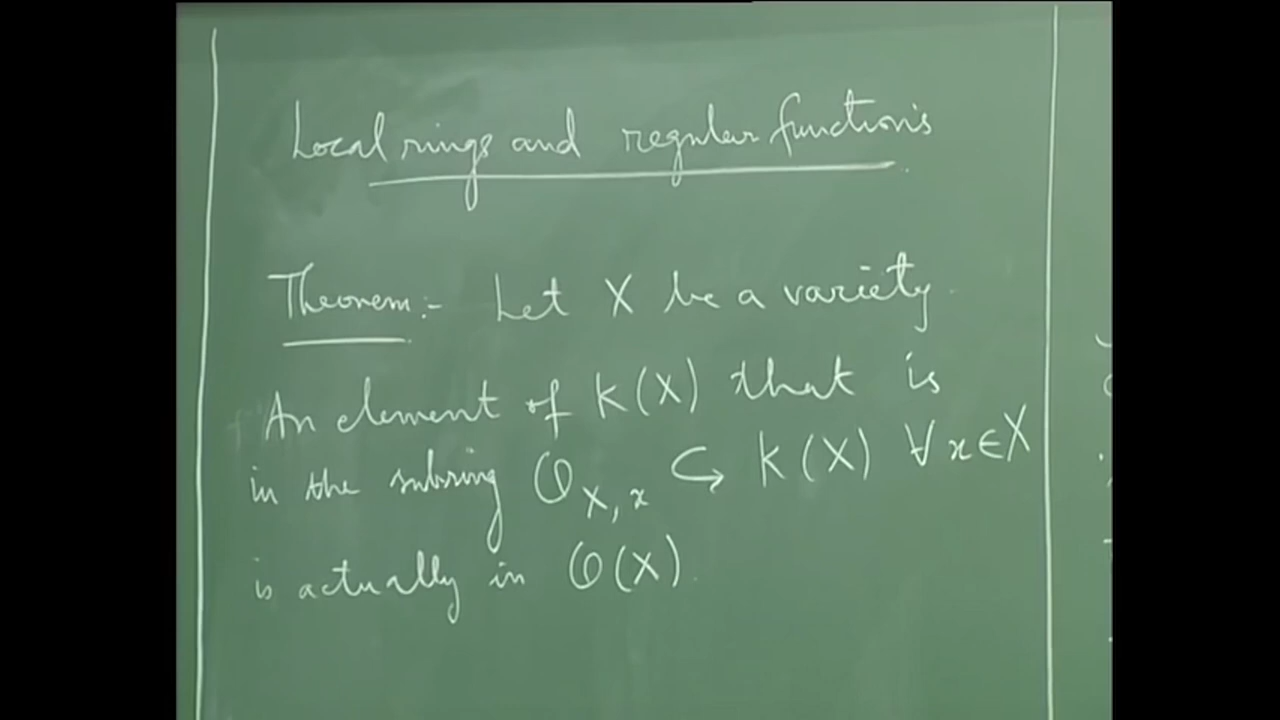 Local rings and regular functions
Theorem:- Let X be a variety.
An element of K(X) that is
in the subring 𝒪_{X,x} ↪ K(X) ∀ x ∈ X
is actually in 𝒪(X).